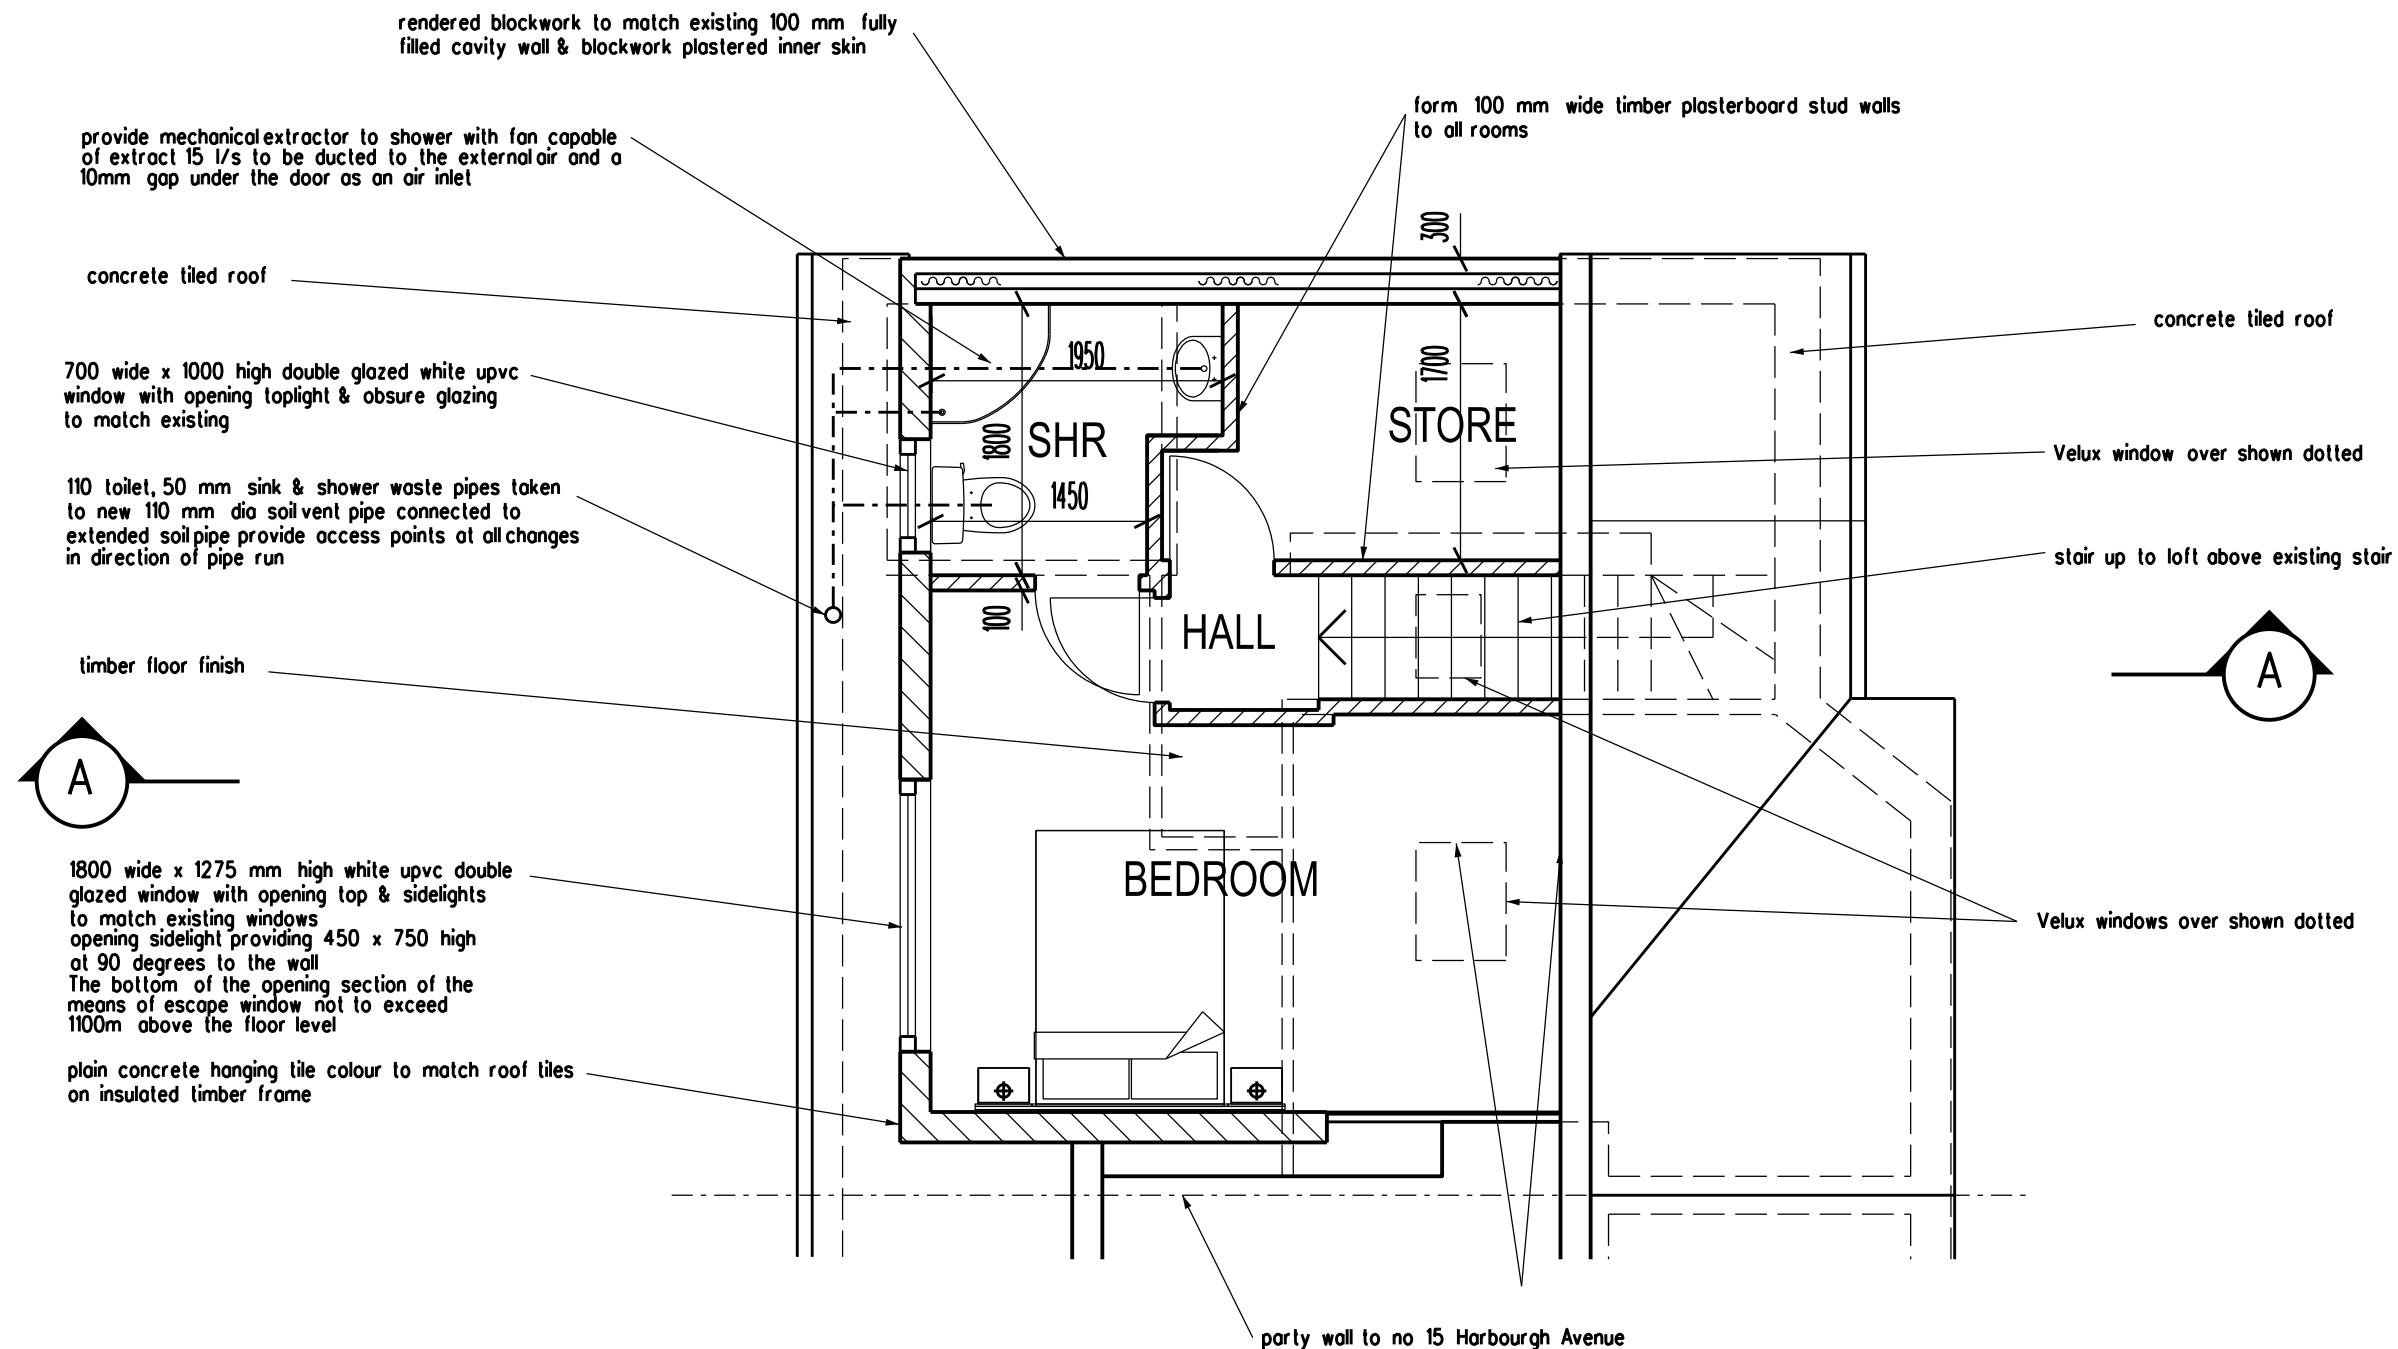 rendered blockwork to match existing 100 mm fully
filled cavity wall & blockwork plastered inner skin
form 100 mm wide timber plasterboard stud walls
to all rooms
provide mechanical extractor to shower with fan capable
of extract 15 l/s to be ducted to the external air and a
10mm gap under the door as an air inlet
concrete tiled roof
700 wide x 1000 high double glazed white upvc
window with opening toplight & obsure glazing
to match existing
110 toilet, 50 mm sink & shower waste pipes taken
to new 110 mm dia soil vent pipe connected to
extended soil pipe provide access points at all changes
in direction of pipe run
timber floor finish
A
1800 wide x 1275 mm high white upvc double
glazed window with opening top & sidelights
to match existing windows
opening sidelight providing 450 x 750 high
at 90 degrees to the wall
The bottom of the opening section of the
means of escape window not to exceed
1100m above the floor level
plain concrete hanging tile colour to match roof tiles
on insulated timber frame
300
1950
1700
1800
SHR
STORE
1450
100
HALL
BEDROOM
concrete tiled roof
Velux window over shown dotted
stair up to loft above existing stair
A
Velux windows over shown dotted
party wall to no 15 Harbourgh Avenue